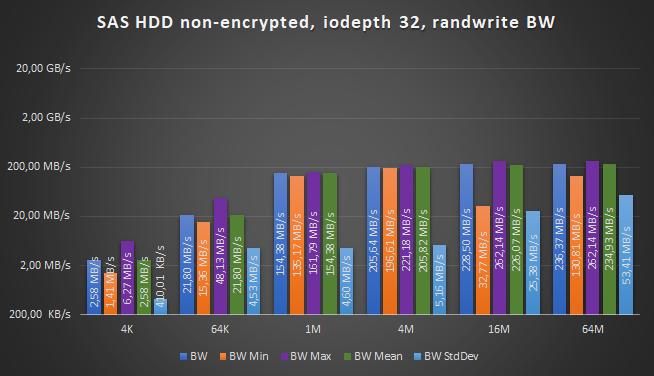 SAS HDD non-encrypted, iodepth 32, randwrite BW
20,00 GB/s
2,00 GB/s
200,00 MB/s
20,00 MB/s
2,00 MB/s
200,00 KB/s
2,58 MB/s
1,41 MB/s
6,27 MB/s
2,58 MB/s
410,01 KB/s
21,80 MB/s
15,36 MB/s
48,13 MB/s
21,80 MB/s
4,53 MB/s
154,38 MB/s
135,17 MB/s
161,79 MB/s
154,38 MB/s
4,60 MB/s
205,64 MB/s
196,61 MB/s
221,18 MB/s
205,82 MB/s
5,16 MB/s
228,50 MB/s
32,77 MB/s
262,14 MB/s
226,07 MB/s
25,38 MB/s
236,37 MB/s
130,81 MB/s
262,14 MB/s
234,93 MB/s
53,41 MB/s
4K
64K
1M
4M
16M
64M
BW
BW Min
BW Max
BW Mean
BW StdDev